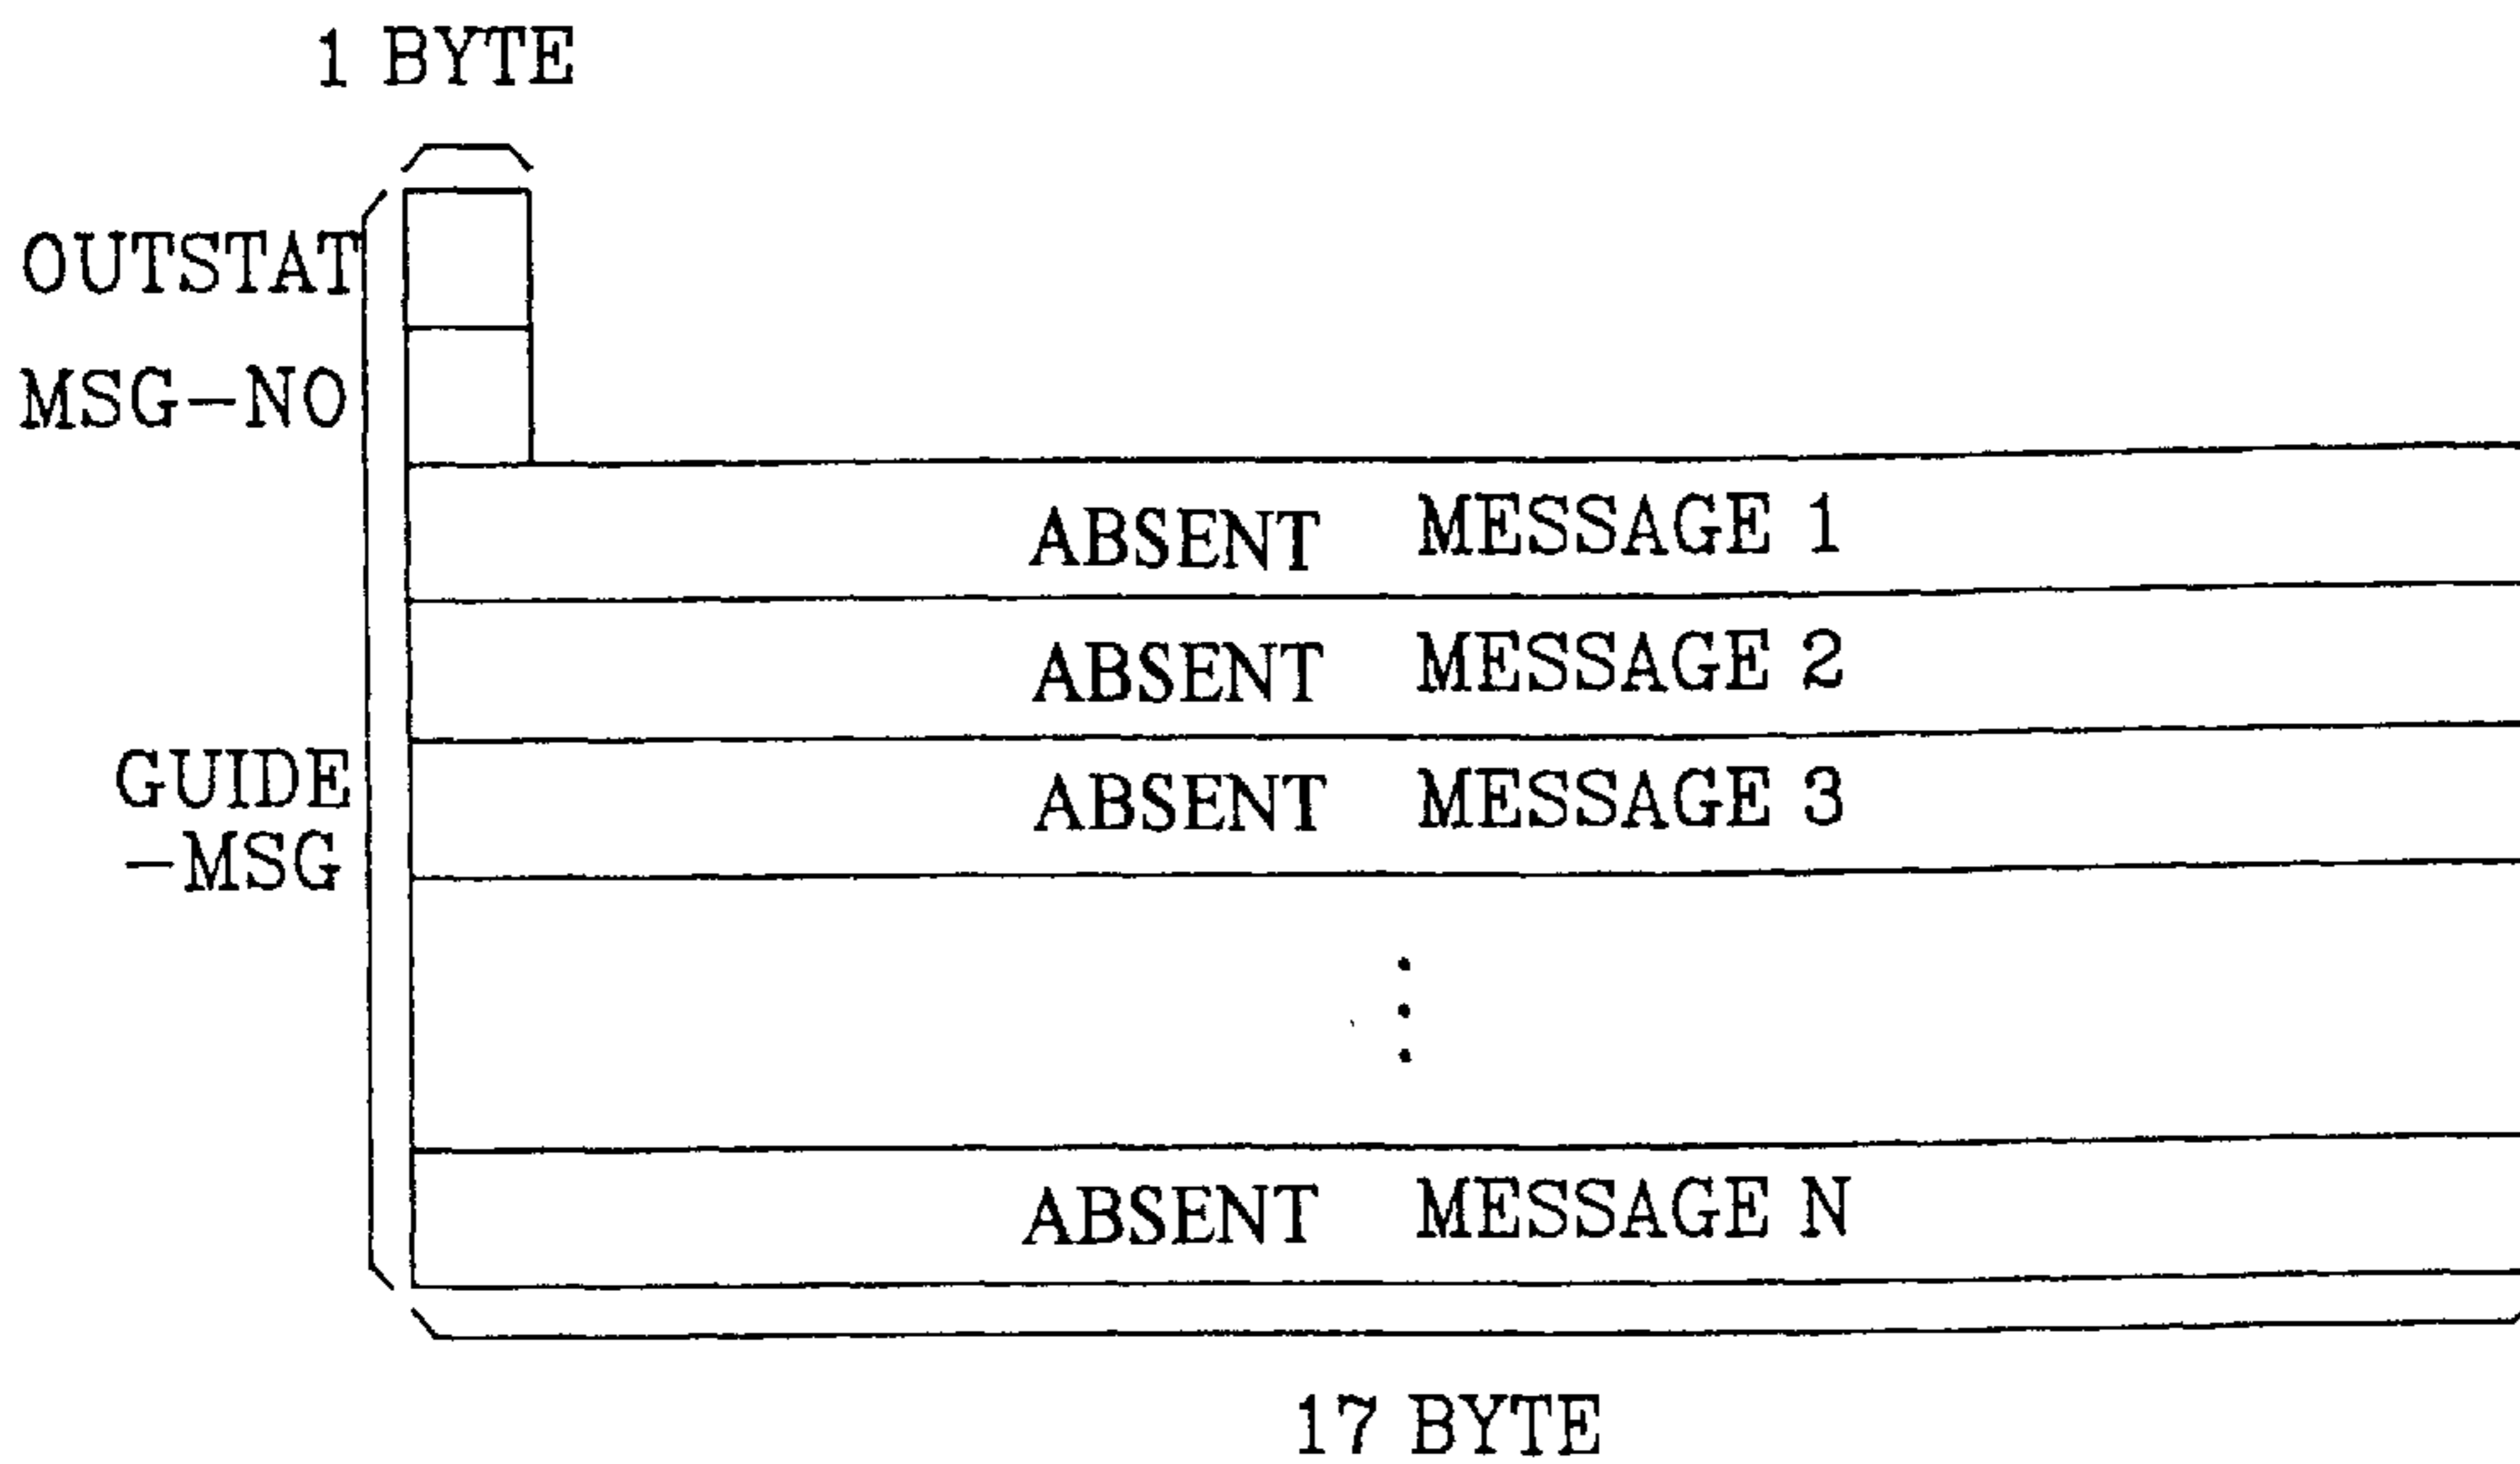 1 BYTE
OUTSTAT
MSG-NO
ABSENT MESSAGE 1
ABSENT MESSAGE 2
ABSENT MESSAGE 3
GUIDE
-MSG
ABSENT MESSAGE N
17 BYTE